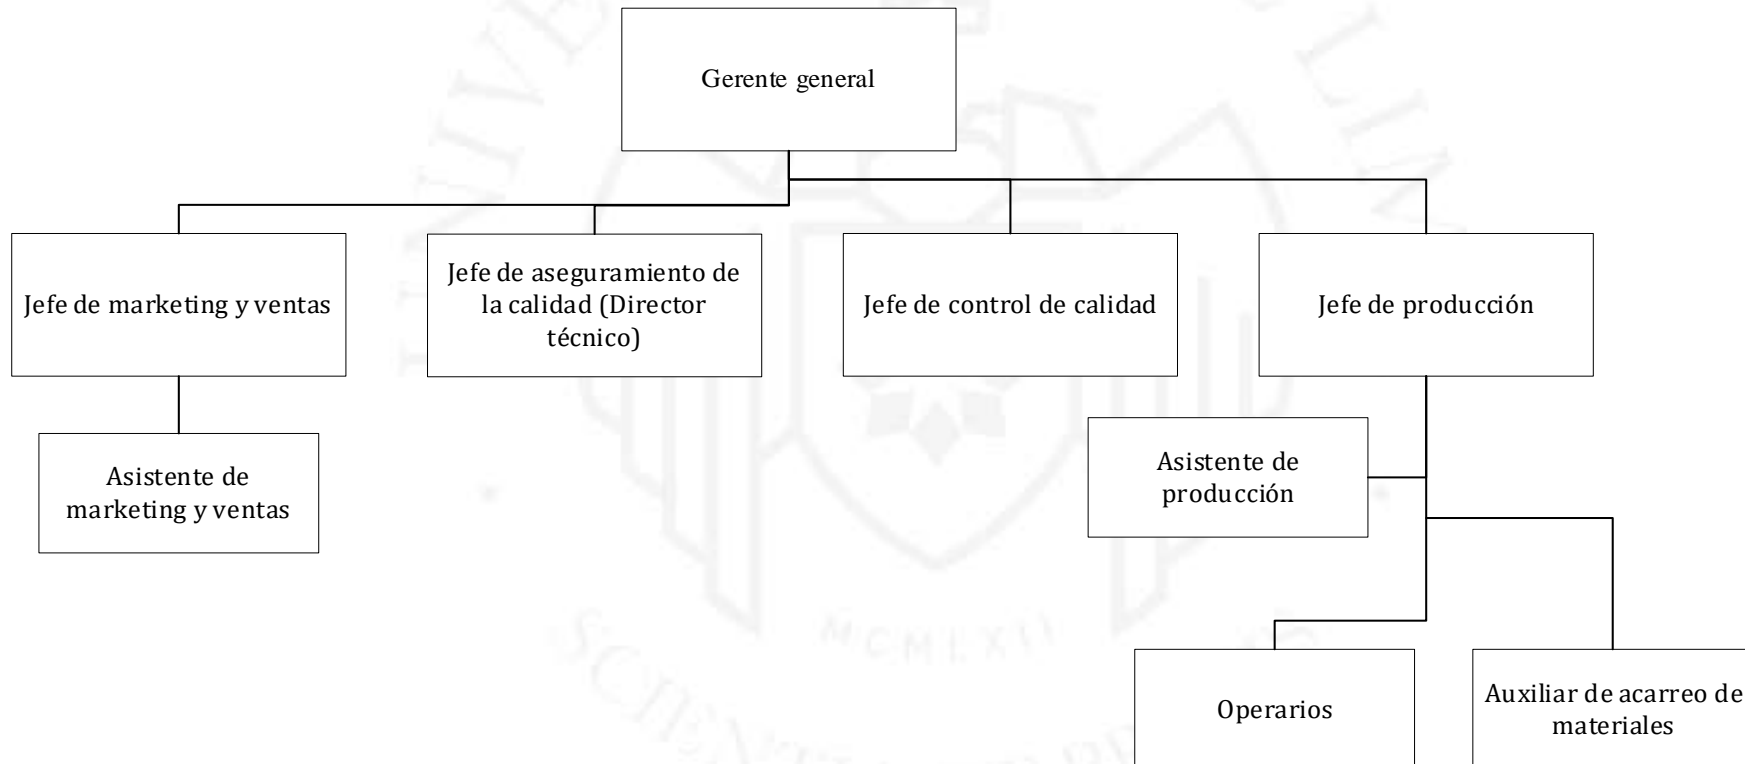 Gerente general
Jefe de marketing y ventas
Jefe de aseguramiento de
la calidad (Director
técnico)
Jefe de control de calidad
Jefe de producción
Asistente de
marketing y ventas
Asistente de
producción
MCMLXII
Operarios
Auxiliar de acarreo de
materiales